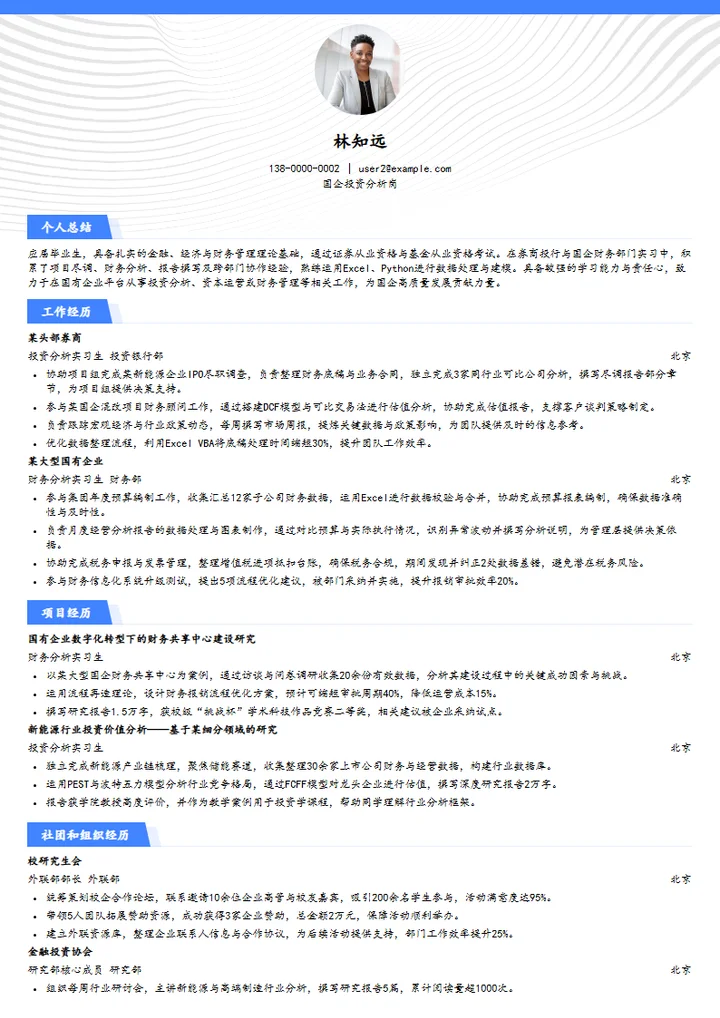 林知远
138-0000-0002 | user2@example.com
国企投资分析岗
个人总结
应届毕业生，具备扎实的金融、经济与财务管理理论基础，通过证券从业资格与基金从业资格考试。在券商投行与国企财务部门实习中，积
累了项目尽调、财务分析、报告撰写及跨部门协作经验，熟练运用Excel、Python进行数据处理与建模。具备敏锐的学习能力与责任心，致
力于在国有企业平台从事投资分析、资本运营或财务管理等相关工作，为国企高质量发展贡献力量。
工作经历
某头部券商
投资分析实习生 投资银行部 北京
• 协助项目组完成某新能源企业IPO尽职调查，负责整理财务底稿与业务合同，独立完成3家同行业可比公司分析，撰写尽调报告部分章
节，为项目组提供决策支持。
• 参与某国企混改项目财务顾问工作，通过搭建DCF模型与可比交易法进行估值分析，协助完成估值报告，支撑客户谈判策略制定。
• 负责跟踪宏观经济与行业政策动态，每周撰写市场周报，提炼关键数据与政策影响，为团队提供及时的信息参考。
• 优化数据整理流程，利用Excel VBA将底稿处理时间缩短30%，提升团队工作效率。
某大型国有企业
财务分析实习生 财务部 北京
• 参与集团年度预算编制工作，收集汇总12家子公司财务数据，运用Excel进行数据校验与合并，协助完成预算报表编制，确保数据准确
性与及时性。
• 负责月度经营分析报告的数据处理与图表制作，通过对比预算与实际执行情况，识别异常波动并撰写分析说明，为管理层提供决策依
据。
• 协助完成税务申报与发票管理，整理增值税进项抵扣台账，确保税务合规，期间发现并纠正2处数据差错，避免潜在税务风险。
• 参与财务信息化系统升级测试，提出5项流程优化建议，被部门采纳并实施，提升报销审批效率20%。
项目经历
国有企业数字化转型下的财务共享中心建设研究
财务分析实习生 北京
• 以某大型国企财务共享中心为案例，通过访谈与问卷调研收集20余份有效数据，分析其建设过程中的关键成功因素与挑战。
• 运用流程再造理论，设计财务报销流程优化方案，预计可缩短审批周期40%，降低运营成本15%。
• 撰写研究报告1.5万字，获校级“挑战杯”学术科技作品竞赛二等奖，相关建议被企业采纳试点。
新能源行业投资价值分析——基于某细分领域的研究
投资分析实习生 北京
• 独立完成新能源产业链梳理，聚焦储能赛道，收集整理30余家上市公司财务与经营数据，构建行业数据库。
• 运用PEST与波特五力模型分析行业竞争格局，通过FCFF模型对龙头企业进行估值，撰写深度研究报告2万字。
• 报告获学院教授高度评价，并作为教学案例用于投资学课程，帮助同学理解行业分析框架。
社团和组织经历
校研究生会
外联部部长 外联部 北京
• 统筹策划校企合作论坛，联系邀请10余位企业高管与校友嘉宾，吸引200余名学生参与，活动满意度达95%。
• 带领5人团队拓展赞助资源，成功获得3家企业赞助，总金额2万元，保障活动顺利举办。
• 建立外联资源库，整理企业联系人信息与合作协议，为后续活动提供支持，部门工作效率提升25%。
金融投资协会
研究部核心成员 研究部 北京
• 组织每周行业研讨会，主讲新能源与高端制造行业分析，撰写研究报告5篇，累计阅读量超1000次。